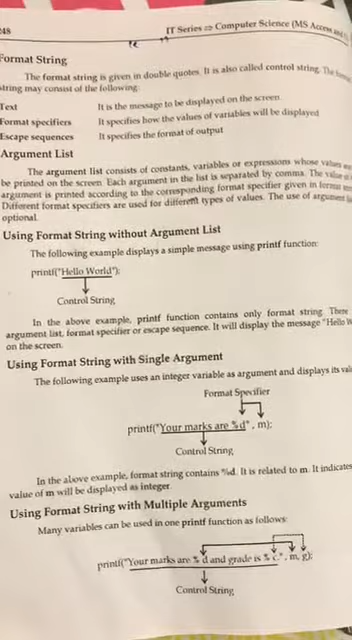 248
IT Series ⇒ Computer Science (MS Access and
Format String
The format string is given in double quotes. It is also called control string. The format
string may consist of the following:
Text It is the message to be displayed on the screen.
Format specifiers It specifies how the values of variables will be displayed
Escape sequences It specifies the format of output
Argument List
The argument list consists of constants, variables or expressions whose values
be printed on the screen. Each argument in the list is separated by comma. The value
argument is printed according to the corresponding format specifier given in format
Different format specifiers are used for different types of values. The use of argument
optional.
Using Format String without Argument List
The following example displays a simple message using printf function:
printf("Hello World");
Control String
In the above example, printf function contains only format string. There
argument list, format specifier or escape sequence. It will display the message "Hello
on the screen.
Using Format String with Single Argument
The following example uses an integer variable as argument and displays its
Format Specifier
printf("Your marks are %d" , m);
Control String
In the above example, format string contains %d. It is related to m. It indicates
value of m will be displayed as integer.
Using Format String with Multiple Arguments
Many variables can be used in one printf function as follows:
printf("Your marks are % d and grade is % c." , m, g);
Control String